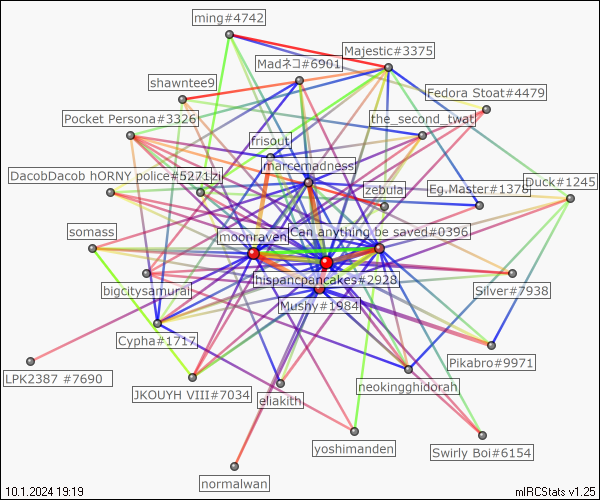 ming#4742
Madネコ#6901
Majestic#3375
shawntee9
Fedora Stoat#4479
Pocket Persona#3326
the_second_twat
frisout
marcemadness
DacobDacob hORNY police#5271
zi
zebula
Eg.Master#1378
Duck#1245
somass
moonraven
Can anything be saved#0396
hispancpancakes#2928
bigcitysamurai
Mushy#1984
Silver#7938
Cypha#1717
Pikabro#9971
LPK2387 #7690
JKOUYH VIII#7034
eliakith
neokingghidorah
yoshimanden
Swirly Boi#6154
normalwan
10.1.2024 19:19
mIRCStats v1.25